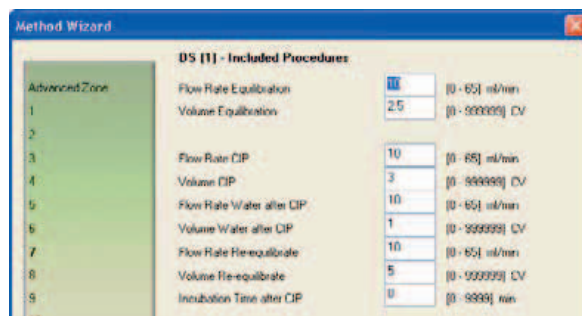 Method Wizard
DS [1] - Included Procedures
Advanced Zone
1
2
3
4
5
6
7
8
9
Flow Rate Equilibration 10 [0 - 65] ml/min
Volume Equilibration 2.5 [0 - 999999] CV
Flow Rate CIP 10 [0 - 65] ml/min
Volume CIP 3 [0 - 999999] CV
Flow Rate Water after CIP 10 [0 - 65] ml/min
Volume Water after CIP 1 [0 - 999999] CV
Flow Rate Re-equilibrate 10 [0 - 65] ml/min
Volume Re-equilibrate 5 [0 - 999999] CV
Incubation Time after CIP 0 [0 - 9999] min